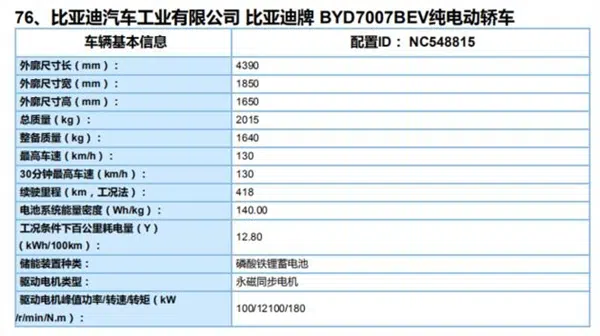 76、比亚迪汽车工业有限公司 比亚迪牌 BYD7007BEV纯电动轿车
车辆基本信息 配置ID： NC548815
外廓尺寸长（mm）： 4390
外廓尺寸宽（mm）： 1850
外廓尺寸高（mm）： 1650
总质量（kg）： 2015
整备质量（kg）： 1640
最高车速（km/h）： 130
30分钟最高车速（km/h）： 130
续驶里程（km，工况法）： 418
电池系统能量密度（Wh/kg）： 140.00
工况条件下百公里耗电量（Y）
（kWh/100km）： 12.80
储能装置种类： 磷酸铁锂蓄电池
驱动电机类型： 永磁同步电机
驱动电机峰值功率/转速/转矩（kW
/r/min/N.m）： 100/12100/180